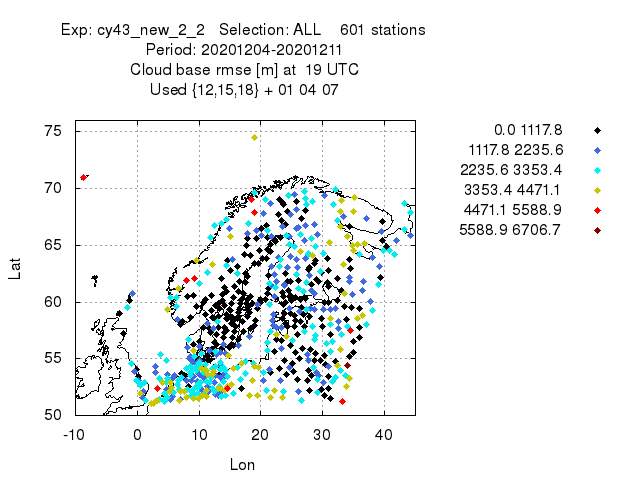 Exp: cy43_new_2_2 Selection: ALL 601 stations
Period: 20201204-20201211
Cloud base rmse [m] at 19 UTC
Used {12,15,18} + 01 04 07
0.0 1117.8
1117.8 2235.6
2235.6 3353.4
3353.4 4471.1
4471.1 5588.9
5588.9 6706.7
75
70
65
60
55
50
Lat
-10 0 10 20 30 40
Lon